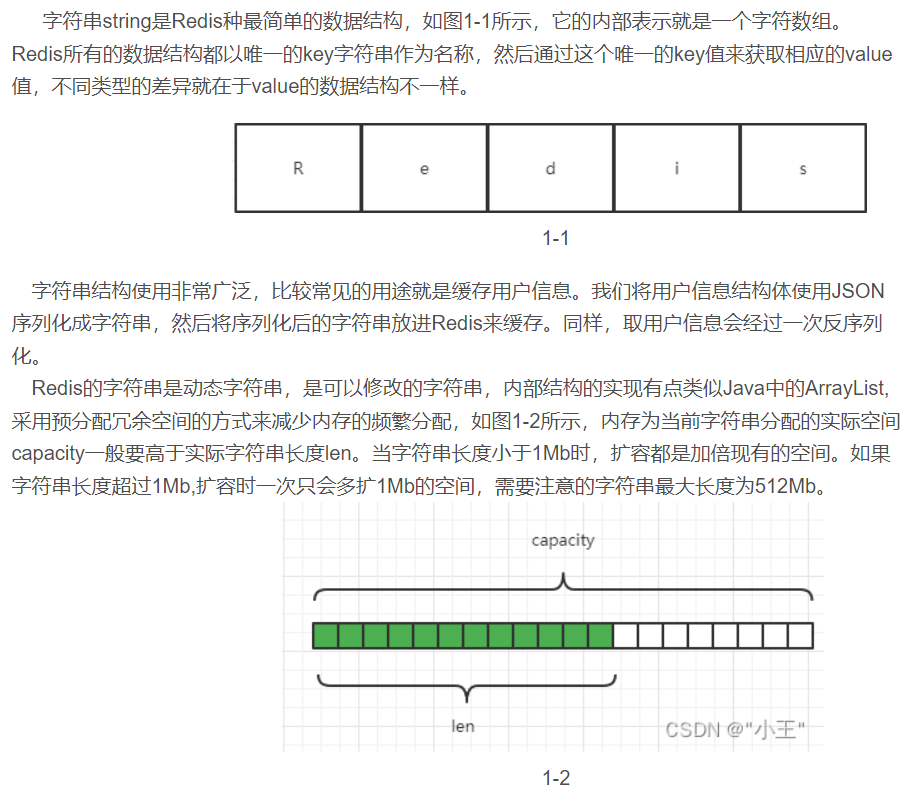 字符串string是Redis种最简单的数据结构，如图1-1所示，它的内部表示就是一个字符数组。
Redis所有的数据结构都以唯一的key字符串作为名称，然后通过这个唯一的key值来获取相应的value
值，不同类型的差异就在于value的数据结构不一样。
R e d i s
1-1
字符串结构使用非常广泛，比较常见的用途就是缓存用户信息。我们将用户信息结构体使用JSON
序列化成字符串，然后将序列化后的字符串放进Redis来缓存。同样，取用户信息会经过一次反序列
化。
Redis的字符串是动态字符串，是可以修改的字符串，内部结构的实现有点类似Java中的ArrayList,
采用预分配冗余空间的方式来减少内存的频繁分配，如图1-2所示，内存为当前字符串分配的实际空间
capacity一般要高于实际字符串长度len。当字符串长度小于1Mb时，扩容都是加倍现有的空间。如果
字符串长度超过1Mb,扩容时一次只会多扩1Mb的空间，需要注意的字符串最大长度为512Mb。
capacity
len
CSDN @"小王"
1-2